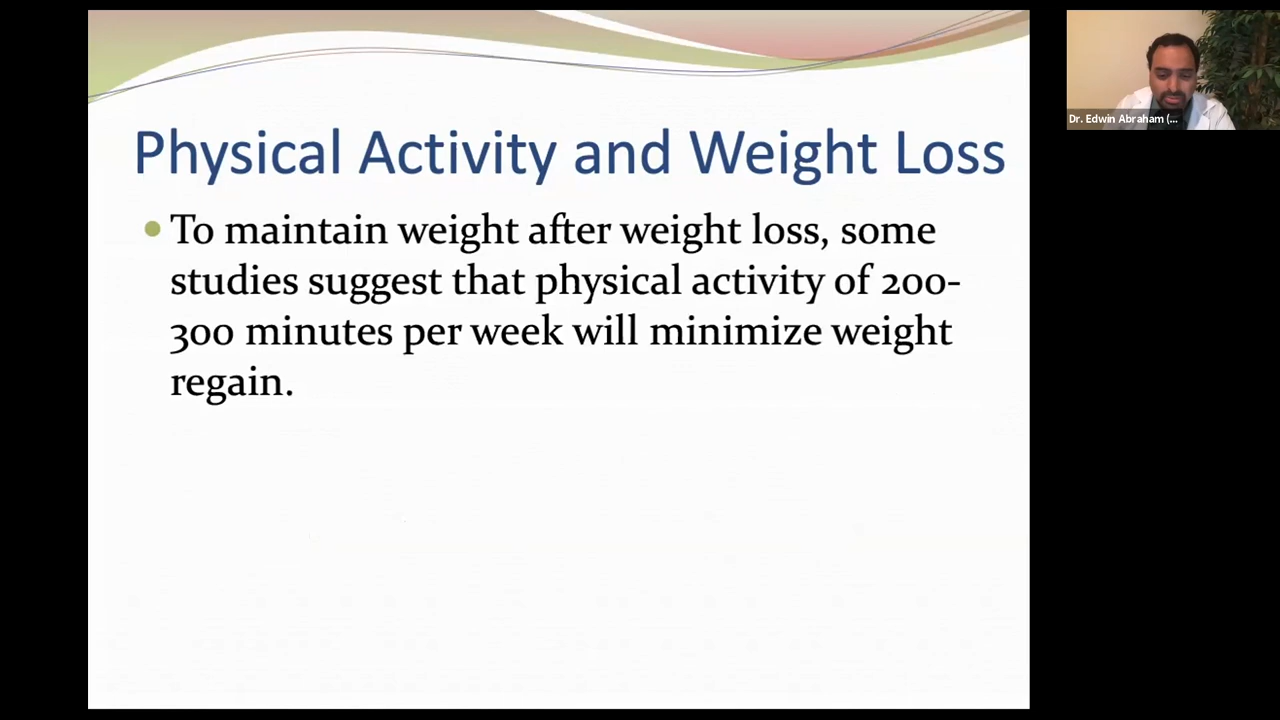 Physical Activity and Weight Loss
To maintain weight after weight loss, some
studies suggest that physical activity of 200-
300 minutes per week will minimize weight
regain.
Dr. Edwin Abraham (...